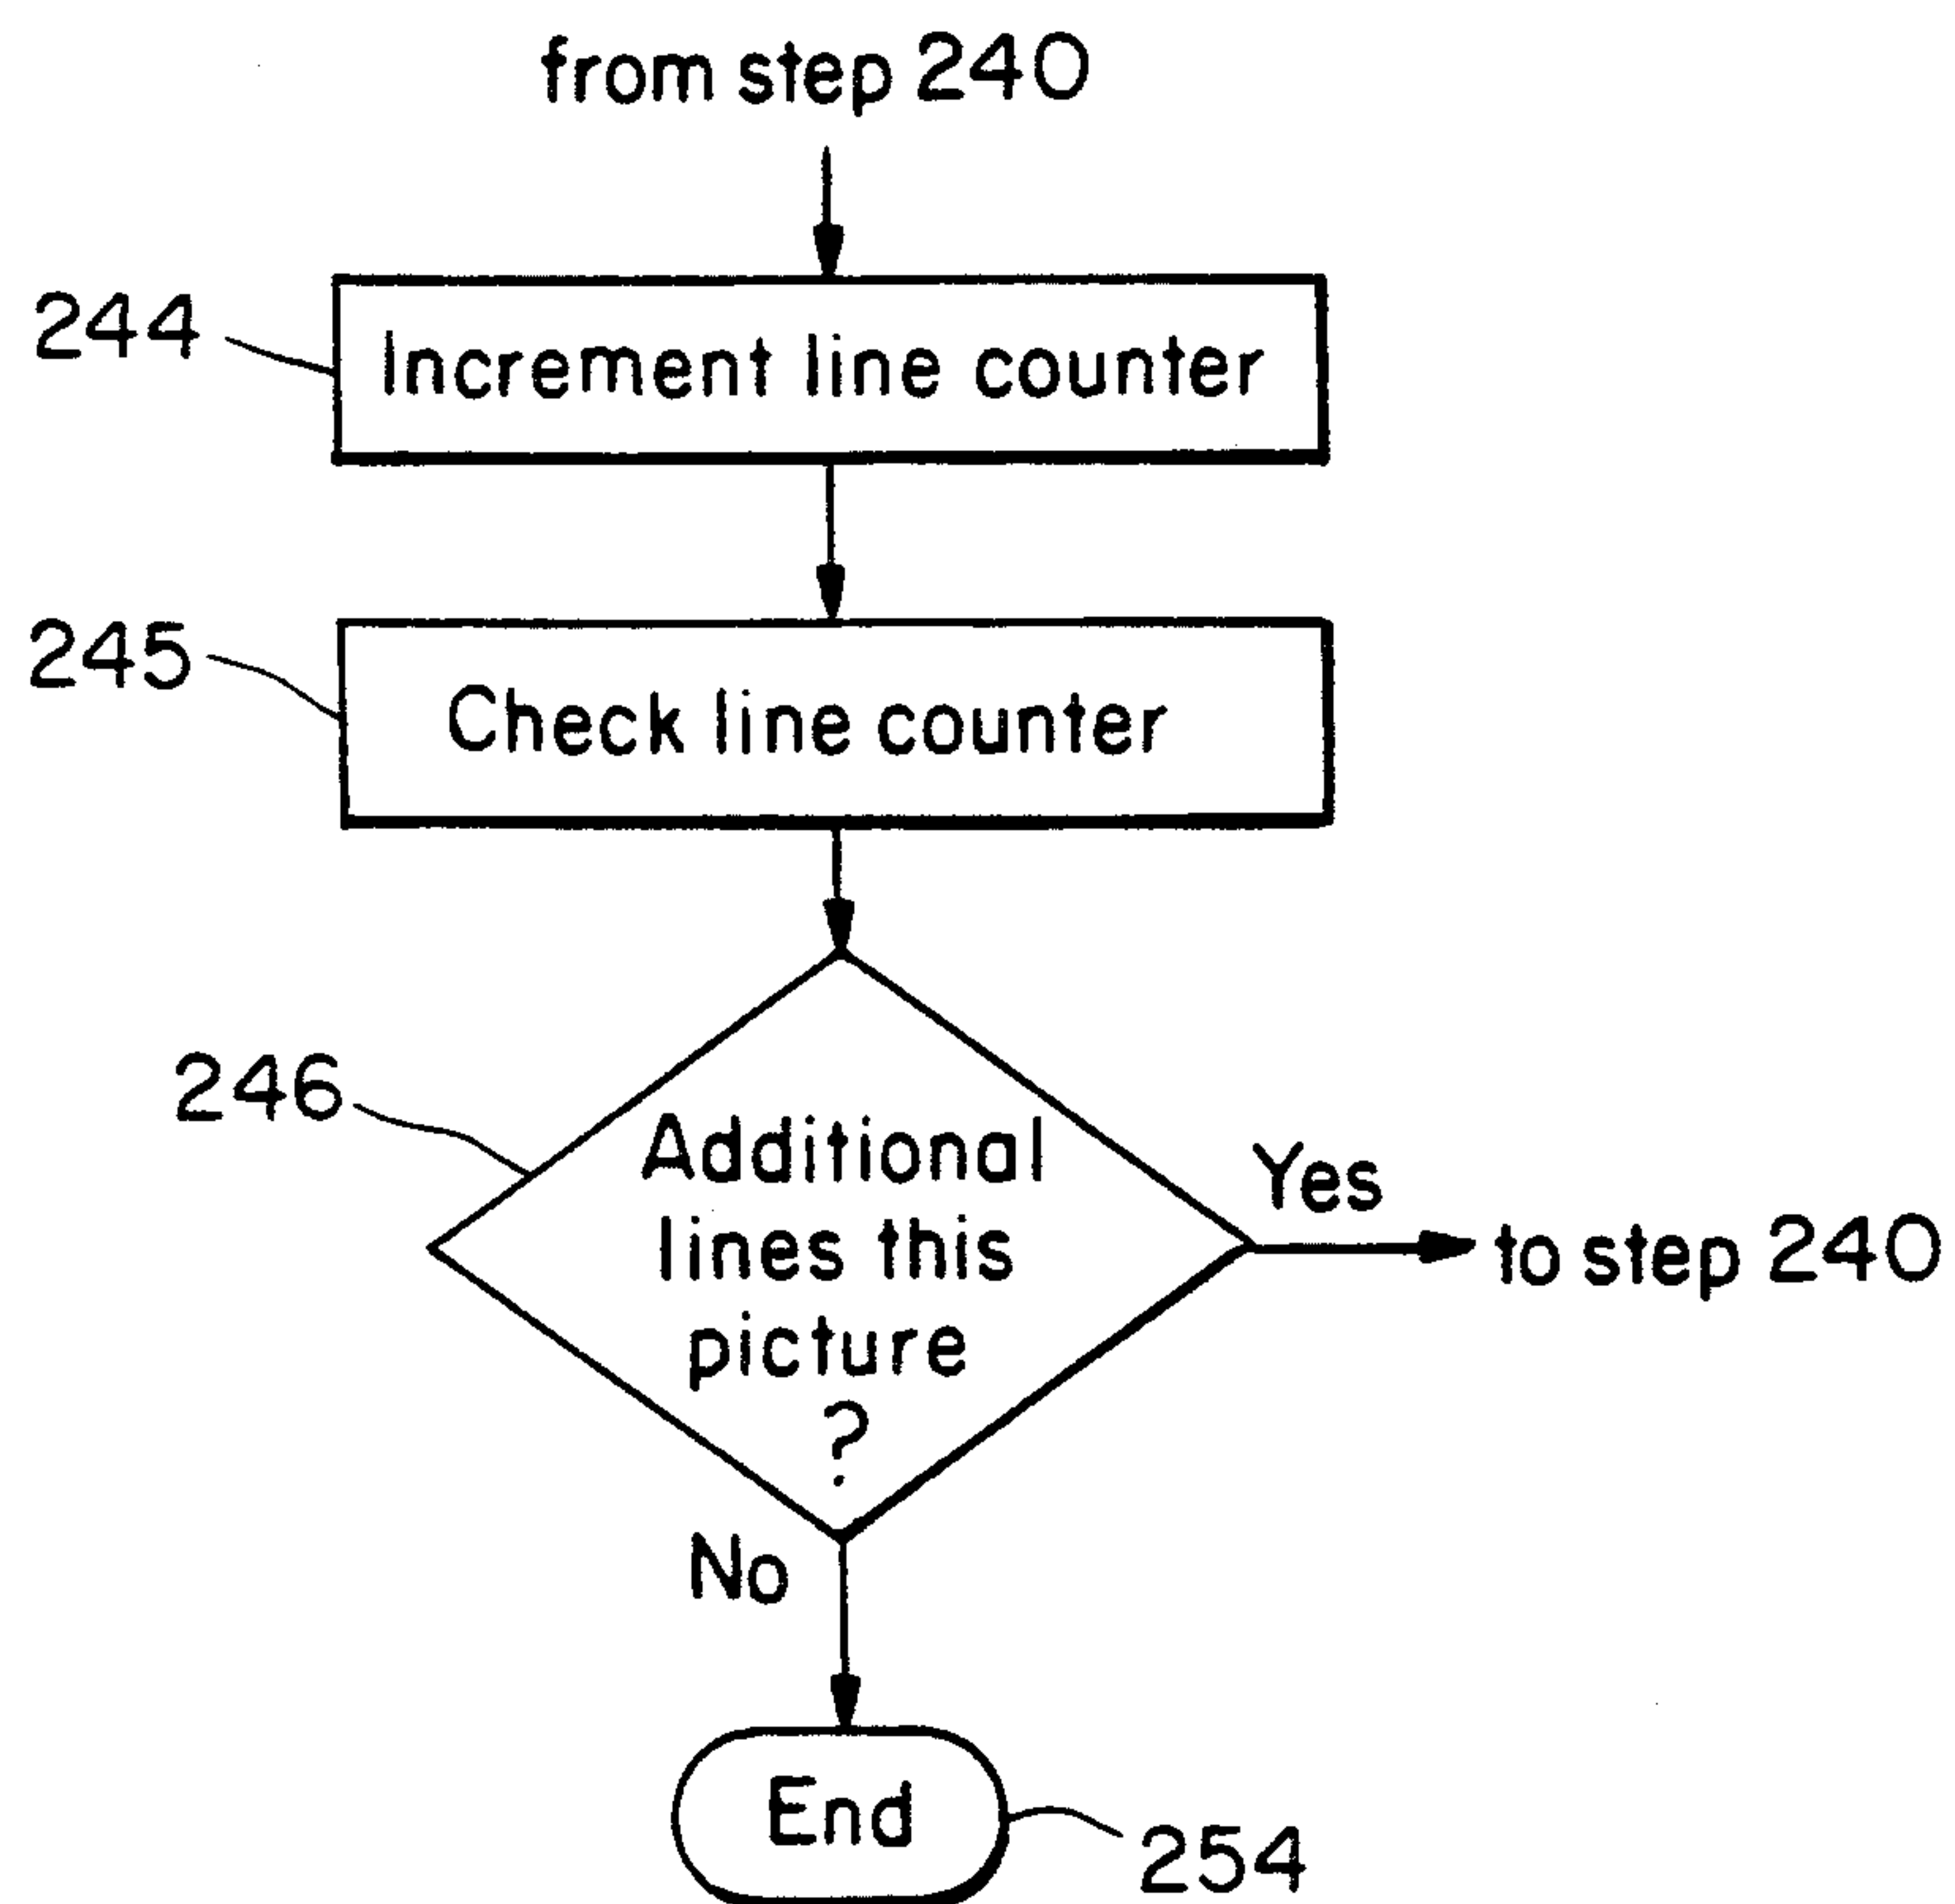 from step 240
244
Increment line counter
245
Check line counter
246
Additional
lines this
picture
?
Yes
to step 240
No
End
254